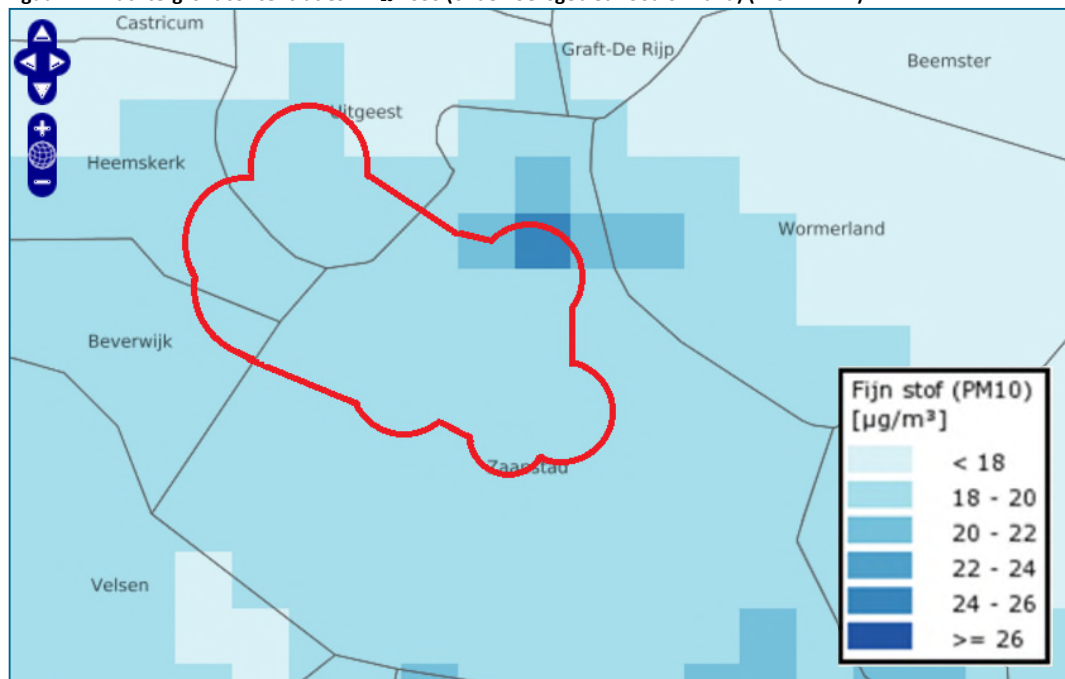 Castricum
Graft-De Rijp
Beemster
Uitgeest
Heemskerk
Wormerland
Beverwijk
Zaanstad
Velsen
Fijn stof (PM10)
[µg/m³]
< 18
18 - 20
20 - 22
22 - 24
24 - 26
>= 26